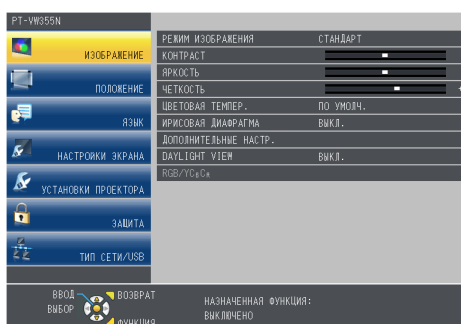 PT-VW355N
ИЗОБРАЖЕНИЕ
ПОЛОЖЕНИЕ
ЯЗЫК
НАСТРОЙКИ ЭКРАНА
УСТАНОВКИ ПРОЕКТОРА
ЗАЩИТА
ТИП СЕТИ/USB
РЕЖИМ ИЗОБРАЖЕНИЯ СТАНДАРТ
КОНТРАСТ
ЯРКОСТЬ
ЧЕТКОСТЬ
ЦВЕТОВАЯ ТЕМПЕР. ПО УМОЛЧ.
ИРИСОВАЯ ДИАФРАГМА ВЫКЛ.
ДОПОЛНИТЕЛЬНЫЕ НАСТР.
DAYLIGHT VIEW ВЫКЛ.
RGB/YCBCR
ВВОД ВОЗВРАТ
ВЫБОР
ФУНКЦИЯ
НАЗНАЧЕННАЯ ФУНКЦИЯ:
ВЫКЛЮЧЕНО